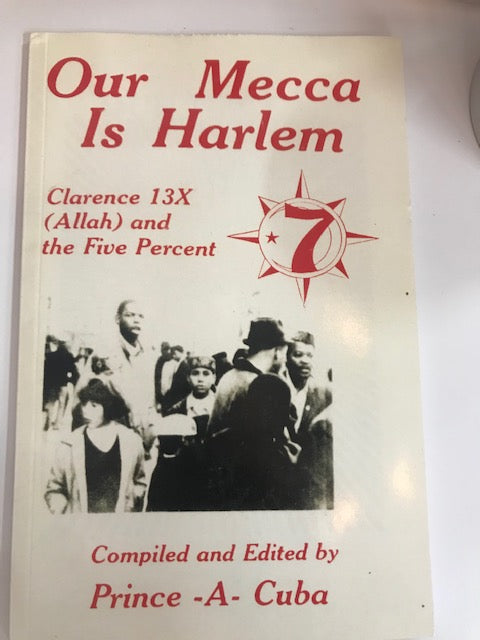 Our Mecca
Is Harlem
Clarence 13X
(Allah) and
the Five Percent
7
Compiled and Edited by
Prince -A- Cuba